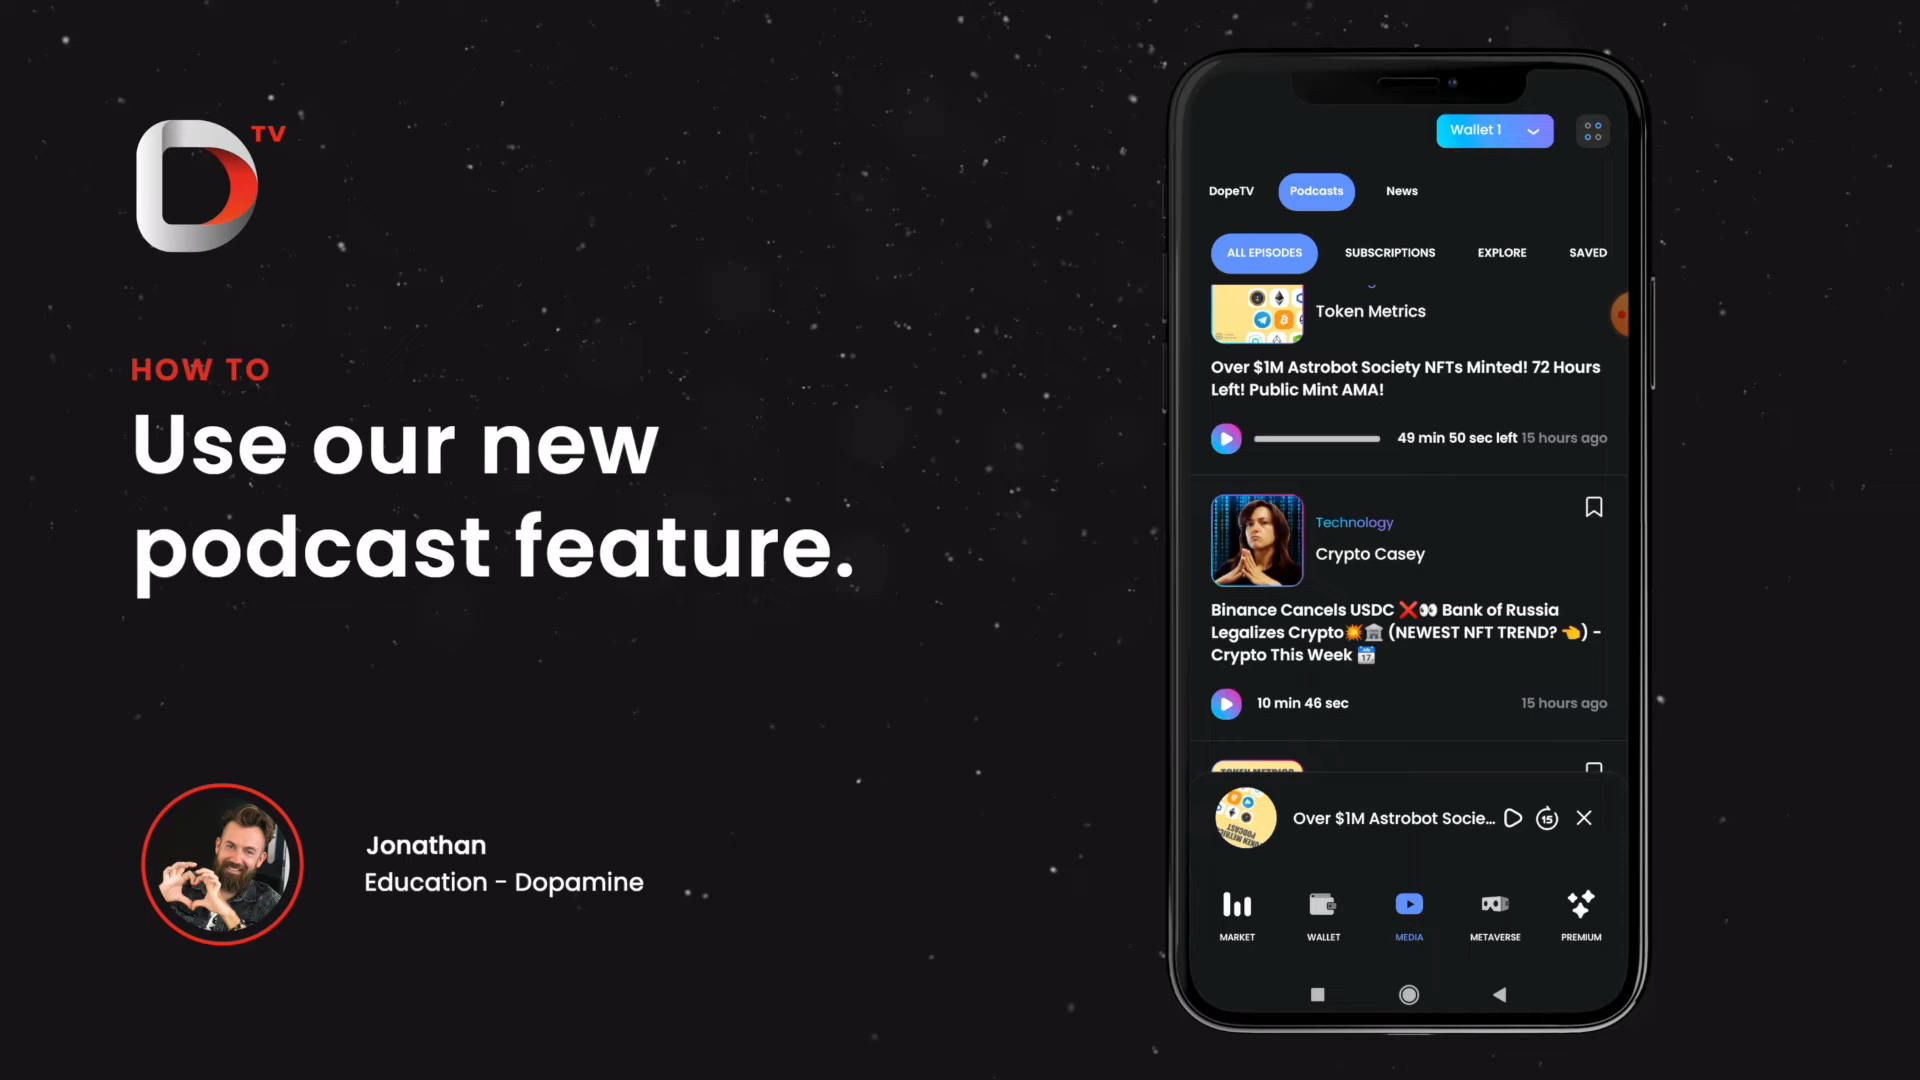 TV
HOW TO
Use our new
podcast feature.
Jonathan
Education - Dopamine
Wallet 1
DopeTV Podcasts News
ALL EPISODES SUBSCRIPTIONS EXPLORE SAVED
Token Metrics
Over $1M Astrobot Society NFTs Minted! 72 Hours
Left! Public Mint AMA!
49 min 50 sec left 15 hours ago
Technology
Crypto Casey
Binance Cancels USDC ❌👀 Bank of Russia
Legalizes Crypto💥🏛️ (NEWEST NFT TREND? 👈) -
Crypto This Week 📅
10 min 46 sec 15 hours ago
Over $1M Astrobot Socie...
15
MARKET WALLET MEDIA METAVERSE PREMIUM